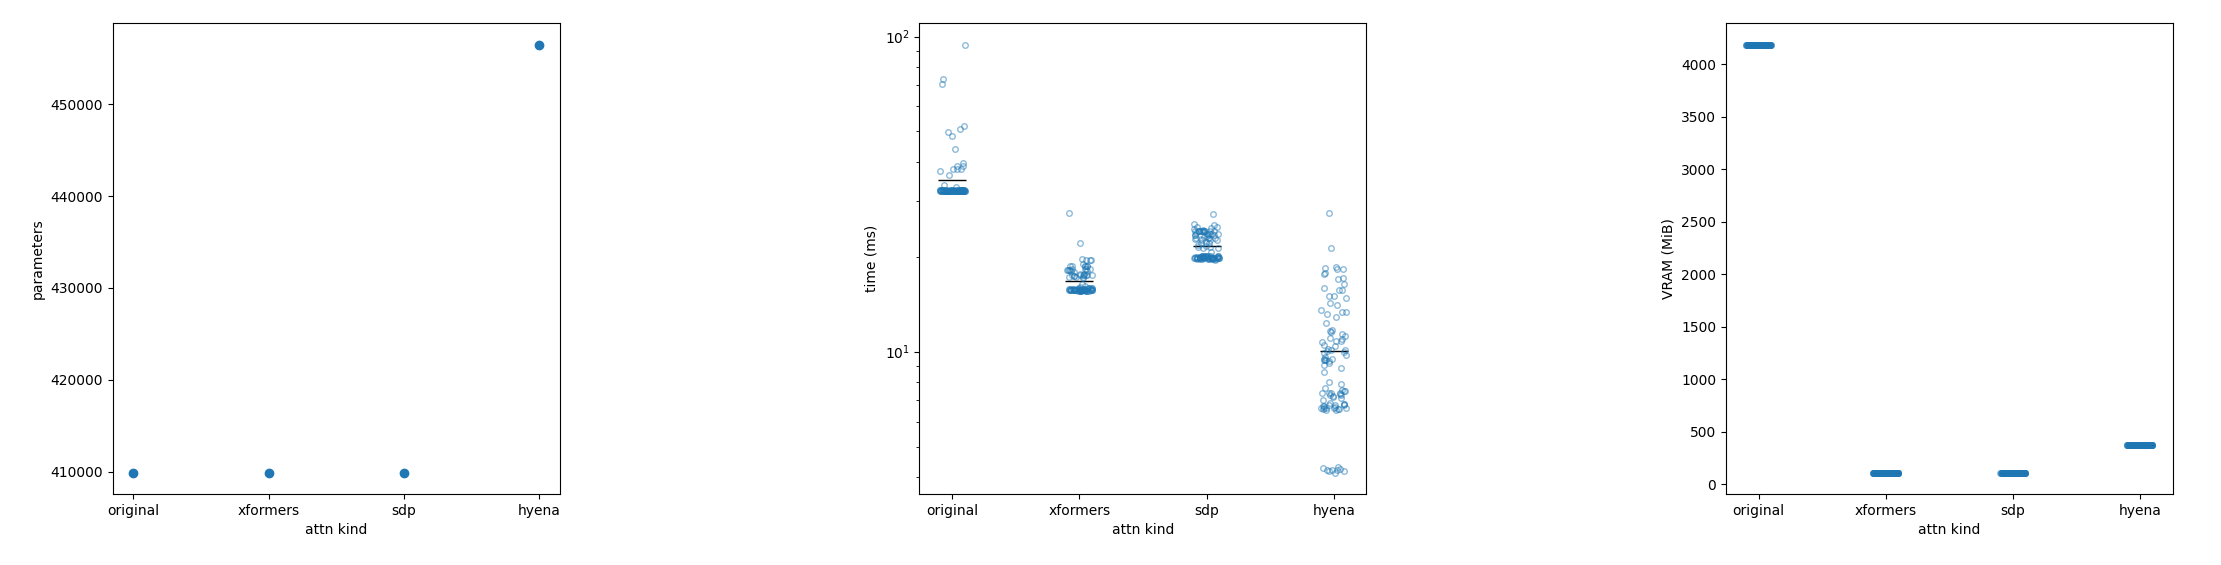 parameters
450000
440000
430000
420000
410000
original xformers sdp hyena
attn kind
time (ms)
10²
10¹
original xformers sdp hyena
attn kind
VRAM (MiB)
4000
3500
3000
2500
2000
1500
1000
500
0
original xformers sdp hyena
attn kind